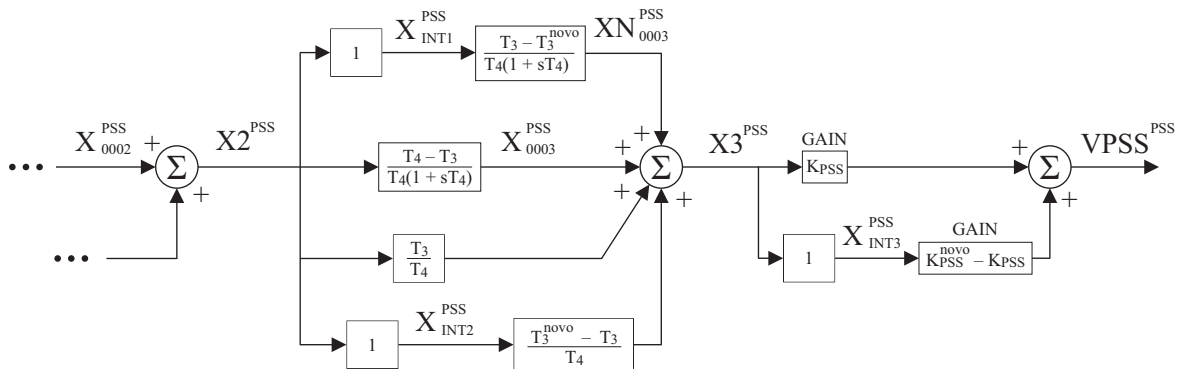 1
X INT1 PSS
T3 – T3 novo
T4(1 + sT4)
XN 0003 PSS
•••
X 0002 PSS
+
Σ
+
X2 PSS
T4 – T3
T4(1 + sT4)
X 0003 PSS
+
+
+
+
Σ
X3 PSS
GAIN
KPSS
+
Σ
+
VPSS PSS
•••
T3
T4
1
X INT3 PSS
GAIN
KPSS novo – KPSS
1
X INT2 PSS
T3 novo – T3
T4